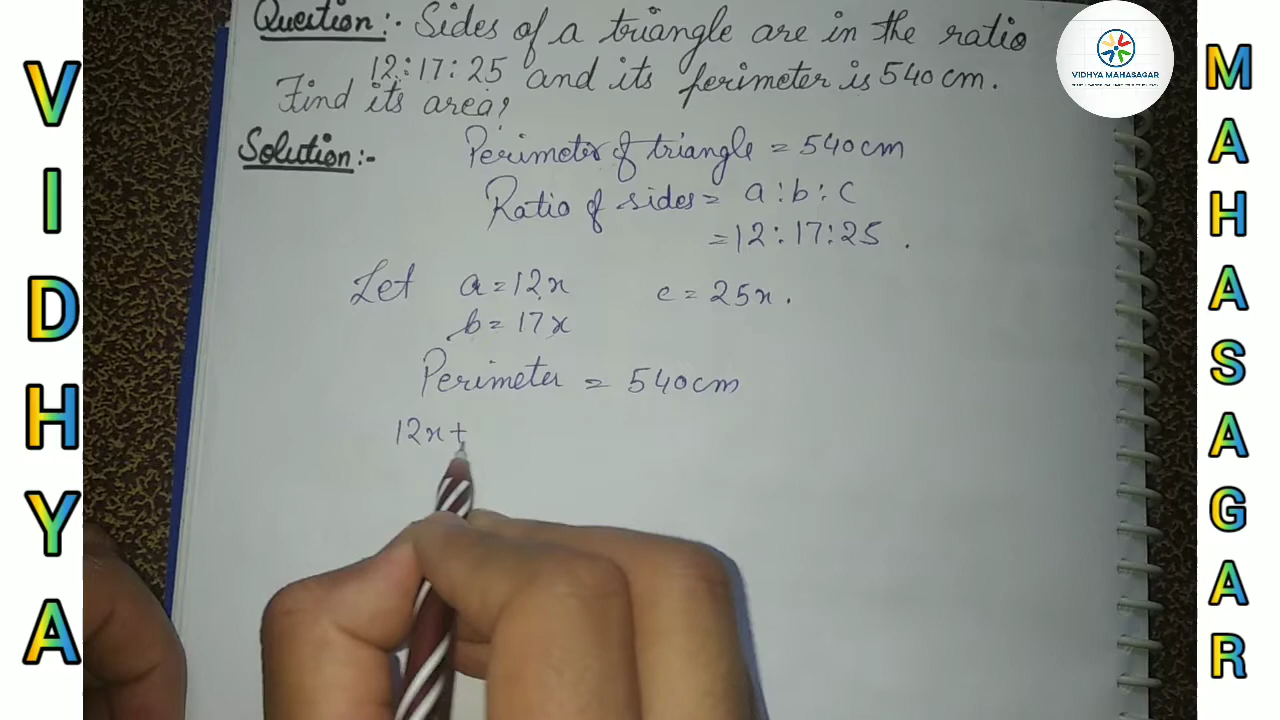 VIDHYA
Question:- Sides of a triangle are in the ratio
12:17:25 and its perimeter is 540 cm.
Find its area?
Solution:- Perimeter of triangle = 540 cm
Ratio of sides = a : b : c
= 12 : 17 : 25 .
Let a = 12x c = 25x .
b = 17x
Perimeter = 540 cm
12x +
VIDHYA MAHASAGAR
MAHASAGAR